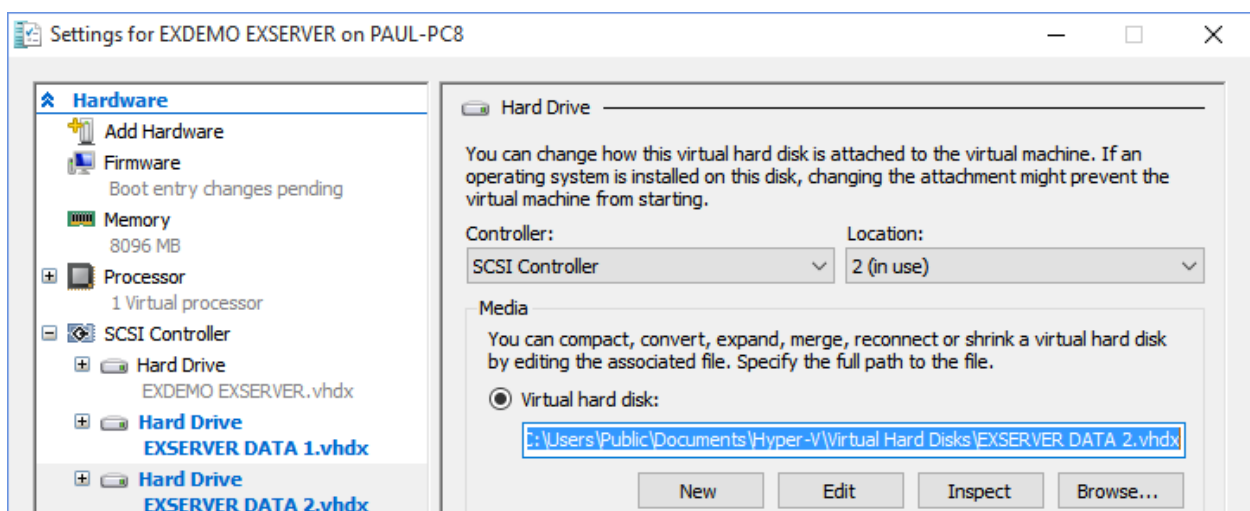 Settings for EXDEMO EXSERVER on PAUL-PC8
Hardware
Add Hardware
Firmware
Boot entry changes pending
Memory
8096 MB
Processor
1 Virtual processor
SCSI Controller
Hard Drive
EXDEMO EXSERVER.vhdx
Hard Drive
EXSERVER DATA 1.vhdx
Hard Drive
EXSERVER DATA 2.vhdx
Hard Drive
You can change how this virtual hard disk is attached to the virtual machine. If an
operating system is installed on this disk, changing the attachment might prevent the
virtual machine from starting.
Controller:
Location:
SCSI Controller
2 (in use)
Media
You can compact, convert, expand, merge, reconnect or shrink a virtual hard disk
by editing the associated file. Specify the full path to the file.
Virtual hard disk:
C:\Users\Public\Documents\Hyper-V\Virtual Hard Disks\EXSERVER DATA 2.vhdx
New
Edit
Inspect
Browse...